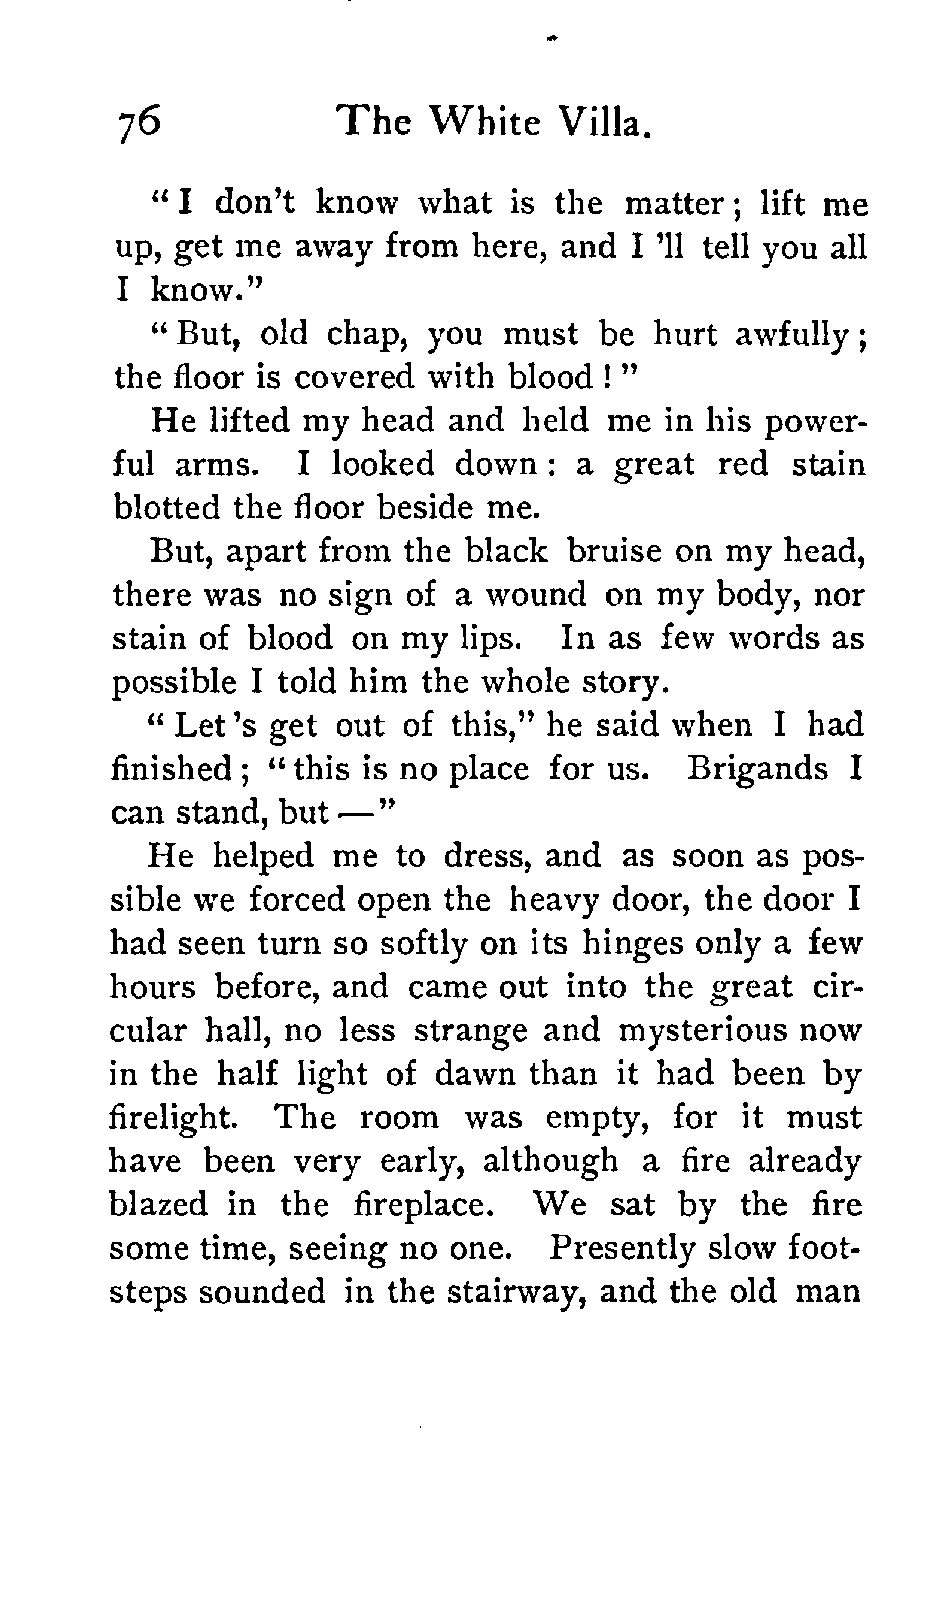 76 The White Villa.
"I don't know what is the matter; lift me
up, get me away from here, and I 'll tell you all
I know."
"But, old chap, you must be hurt awfully;
the floor is covered with blood!"
He lifted my head and held me in his power-
ful arms. I looked down: a great red stain
blotted the floor beside me.
But, apart from the black bruise on my head,
there was no sign of a wound on my body, nor
stain of blood on my lips. In as few words as
possible I told him the whole story.
"Let 's get out of this," he said when I had
finished; "this is no place for us. Brigands I
can stand, but —"
He helped me to dress, and as soon as pos-
sible we forced open the heavy door, the door I
had seen turn so softly on its hinges only a few
hours before, and came out into the great cir-
cular hall, no less strange and mysterious now
in the half light of dawn than it had been by
firelight. The room was empty, for it must
have been very early, although a fire already
blazed in the fireplace. We sat by the fire
some time, seeing no one. Presently slow foot-
steps sounded in the stairway, and the old man